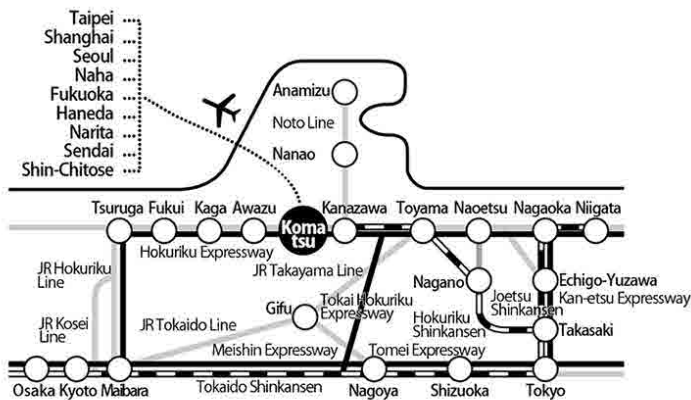 Taipei
Shanghai
Seoul
Naha
Fukuoka
Haneda
Narita
Sendai
Shin-Chitose
Anamizu
Noto Line
Nanao
Tsuruga Fukui Kaga Awazu Koma Kanazawa Toyama Naoetsu Nagaoka Niigata
tsu
Hokuriku Expressway
JR Hokuriku
Line
JR Takayama Line
Nagano
Echigo-Yuzawa
Kan-etsu Expressway
Joetsu
Shinkansen
Gifu
Tokai Hokuriku
Expressway
Hokuriku
Shinkansen
Takasaki
JR Kosei
Line
JR Tokaido Line
Meishin Expressway
Tomei Expressway
Tokaido Shinkansen
Osaka Kyoto Maibara Nagoya Shizuoka Tokyo